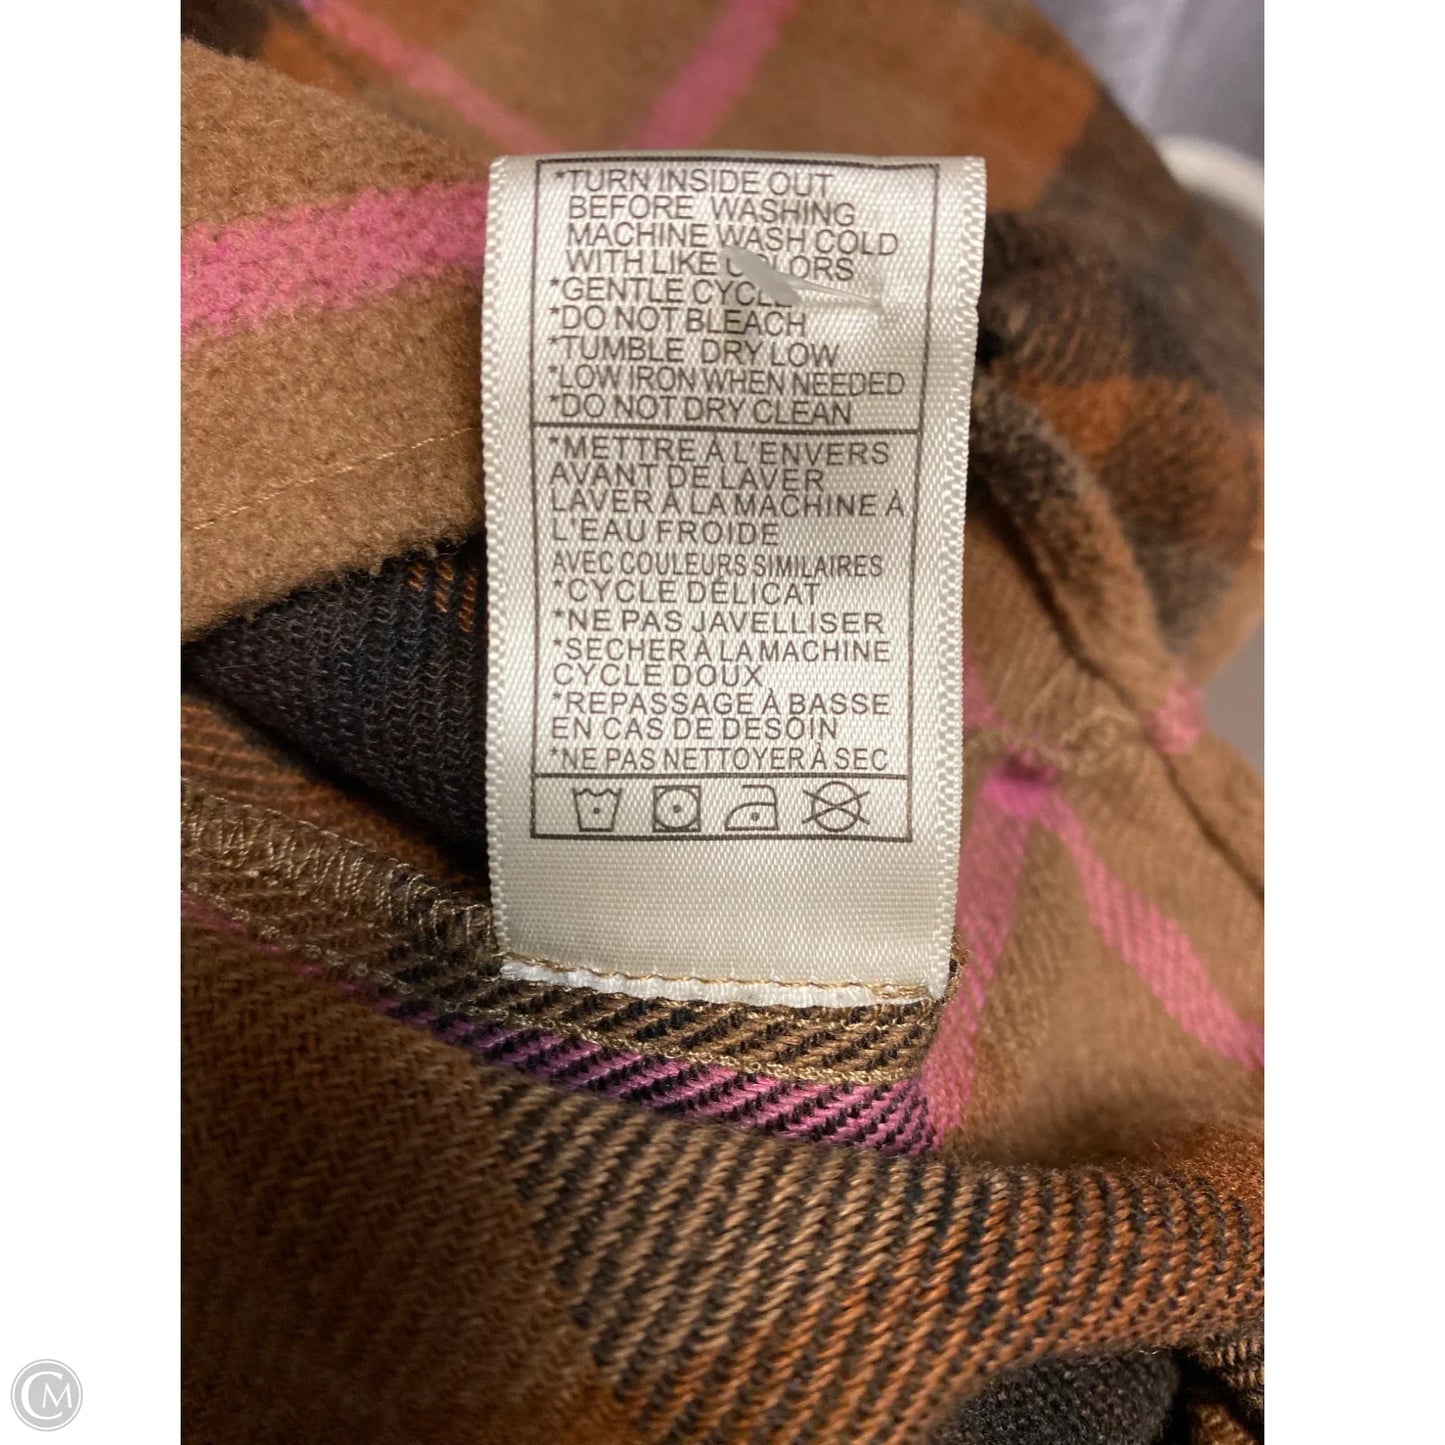 *TURN INSIDE OUT
BEFORE WASHING
MACHINE WASH COLD
WITH LIKE COLORS
*GENTLE CYCLE
*DO NOT BLEACH
*TUMBLE DRY LOW
*LOW IRON WHEN NEEDED
*DO NOT DRY CLEAN
*METTRE À L'ENVERS
AVANT DE LAVER
LAVER À LA MACHINE À
L'EAU FROIDE
AVEC COULEURS SIMILAIRES
*CYCLE DÉLICAT
*NE PAS JAVELLISER
*SECHER À LA MACHINE
CYCLE DOUX
*REPASSAGE À BASSE
EN CAS DE DESOIN
*NE PAS NETTOYER À SEC
CM